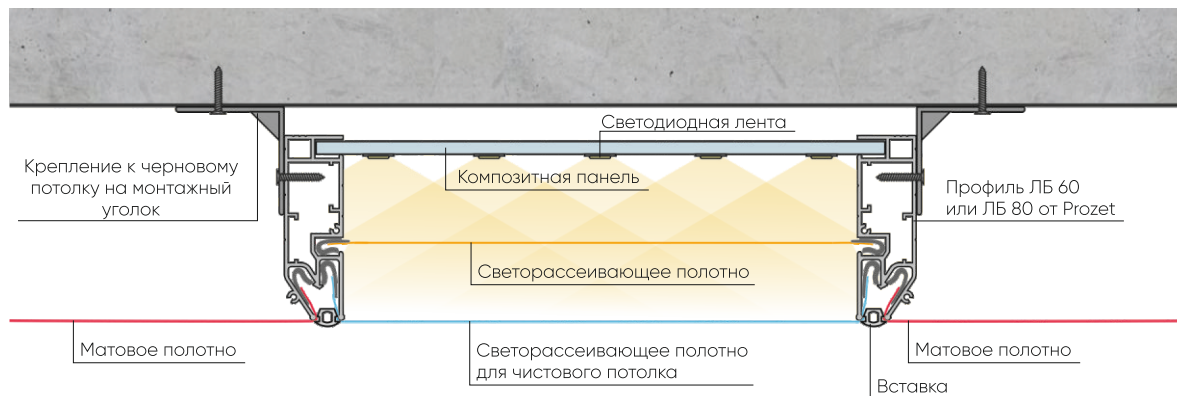 Светодиодная лента
Крепление к черновому
потолку на монтажный
уголок
Композитная панель
Профиль ЛБ 60
или ЛБ 80 от Prozet
Светорассеивающее полотно
Матовое полотно
Светорассеивающее полотно
для чистового потолка
Матовое полотно
Вставка